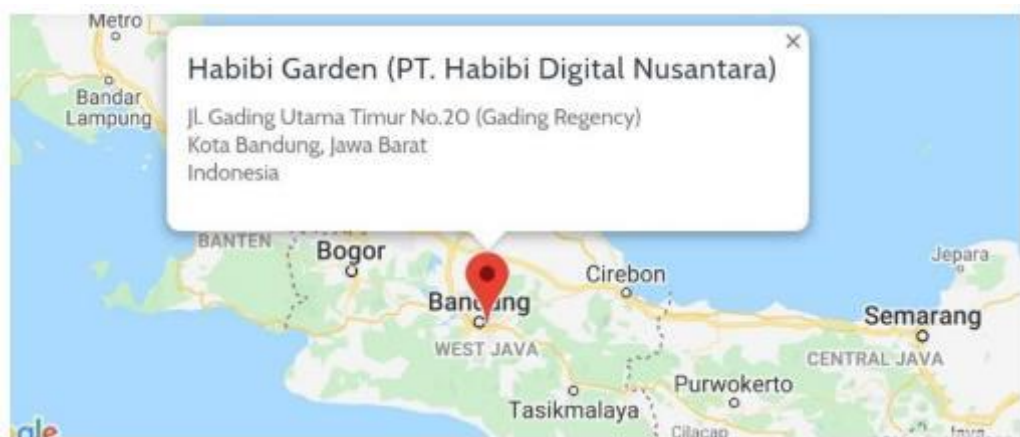 Metro
Habibi Garden (PT. Habibi Digital Nusantara)
Jl. Gading Utama Timur No.20 (Gading Regency)
Kota Bandung, Jawa Barat
Indonesia
Bandar
Lampung
BANTEN
Bogor
Cirebon
Jepara
Bandung
WEST JAVA
Semarang
CENTRAL JAVA
Purwokerto
Tasikmalaya
Cilacap